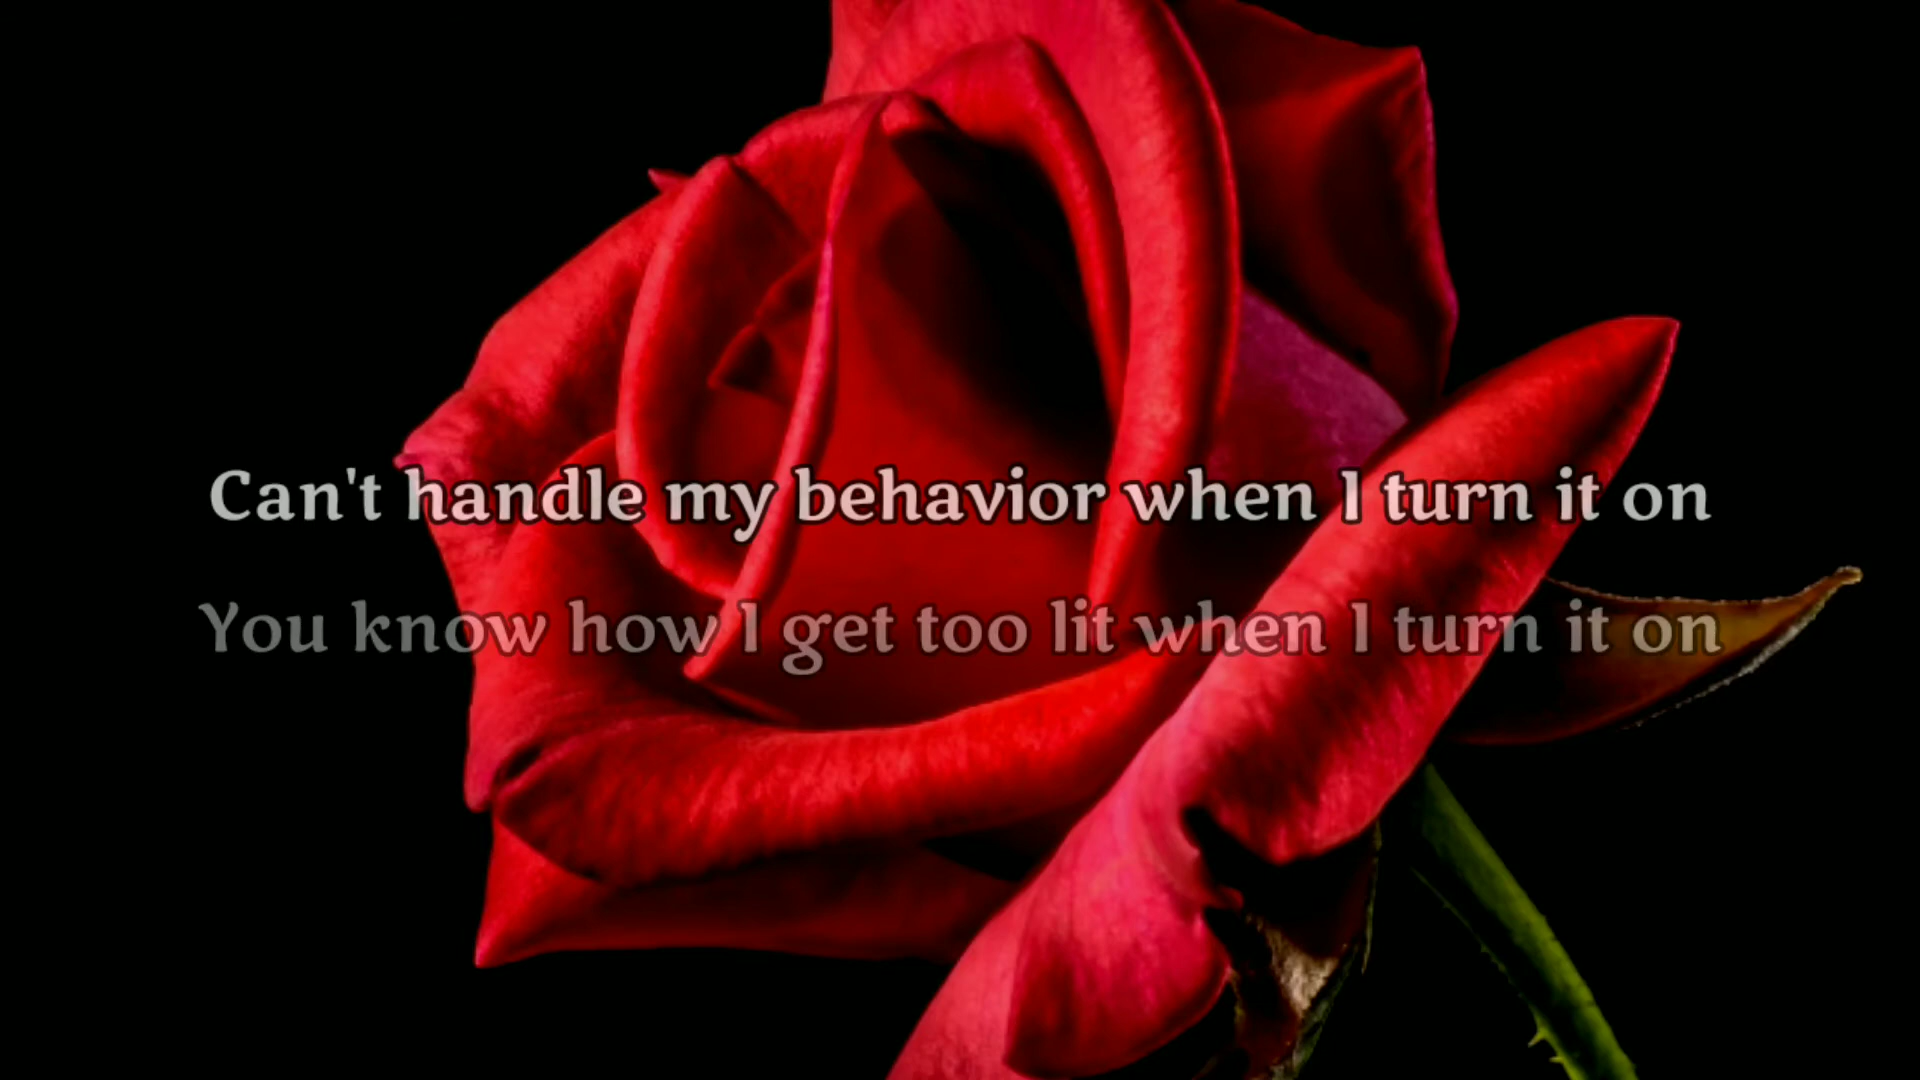 Can't handle my behavior when I turn it on
You know how I get too lit when I turn it on